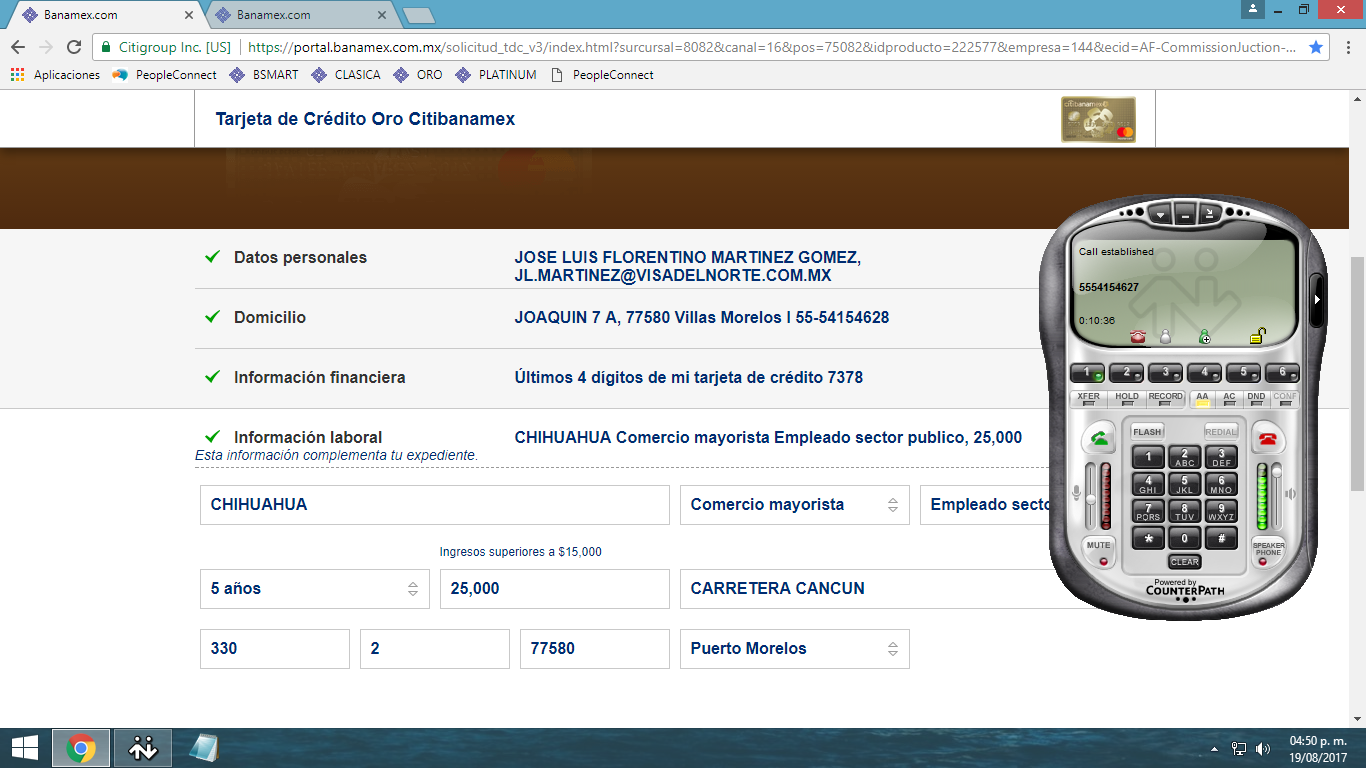 Banamex.com
Banamex.com
Citigroup Inc. [US] https://portal.banamex.com.mx/solicitud_tdc_v3/index.html?surcursal=8082&canal=16&pos=75082&idproducto=222577&empresa=144&ecid=AF-CommissionJuction-...
Aplicaciones PeopleConnect BSMART CLASICA ORO PLATINUM PeopleConnect
Tarjeta de Crédito Oro Citibanamex
citibanamex
Datos personales JOSE LUIS FLORENTINO MARTINEZ GOMEZ,
JL.MARTINEZ@VISADELNORTE.COM.MX
Domicilio JOAQUIN 7 A, 77580 Villas Morelos I 55-54154628
Información financiera Últimos 4 dígitos de mi tarjeta de crédito 7378
Información laboral CHIHUAHUA Comercio mayorista Empleado sector publico, 25,000
Esta información complementa tu expediente.
CHIHUAHUA Comercio mayorista Empleado secto
Ingresos superiores a $15,000
5 años 25,000 CARRETERA CANCUN
330 2 77580 Puerto Morelos
Call established
5554154627
0:10:36
1 2 3 4 5 6
XFER HOLD RECORD AA AC DND CONF
FLASH REDIAL
1 2 ABC 3 DEF
4 GHI 5 JKL 6 MNO
7 PQRS 8 TUV 9 WXYZ
* 0 #
MUTE CLEAR SPEAKER PHONE
Powered by
COUNTERPATH
04:50 p. m.
19/08/2017